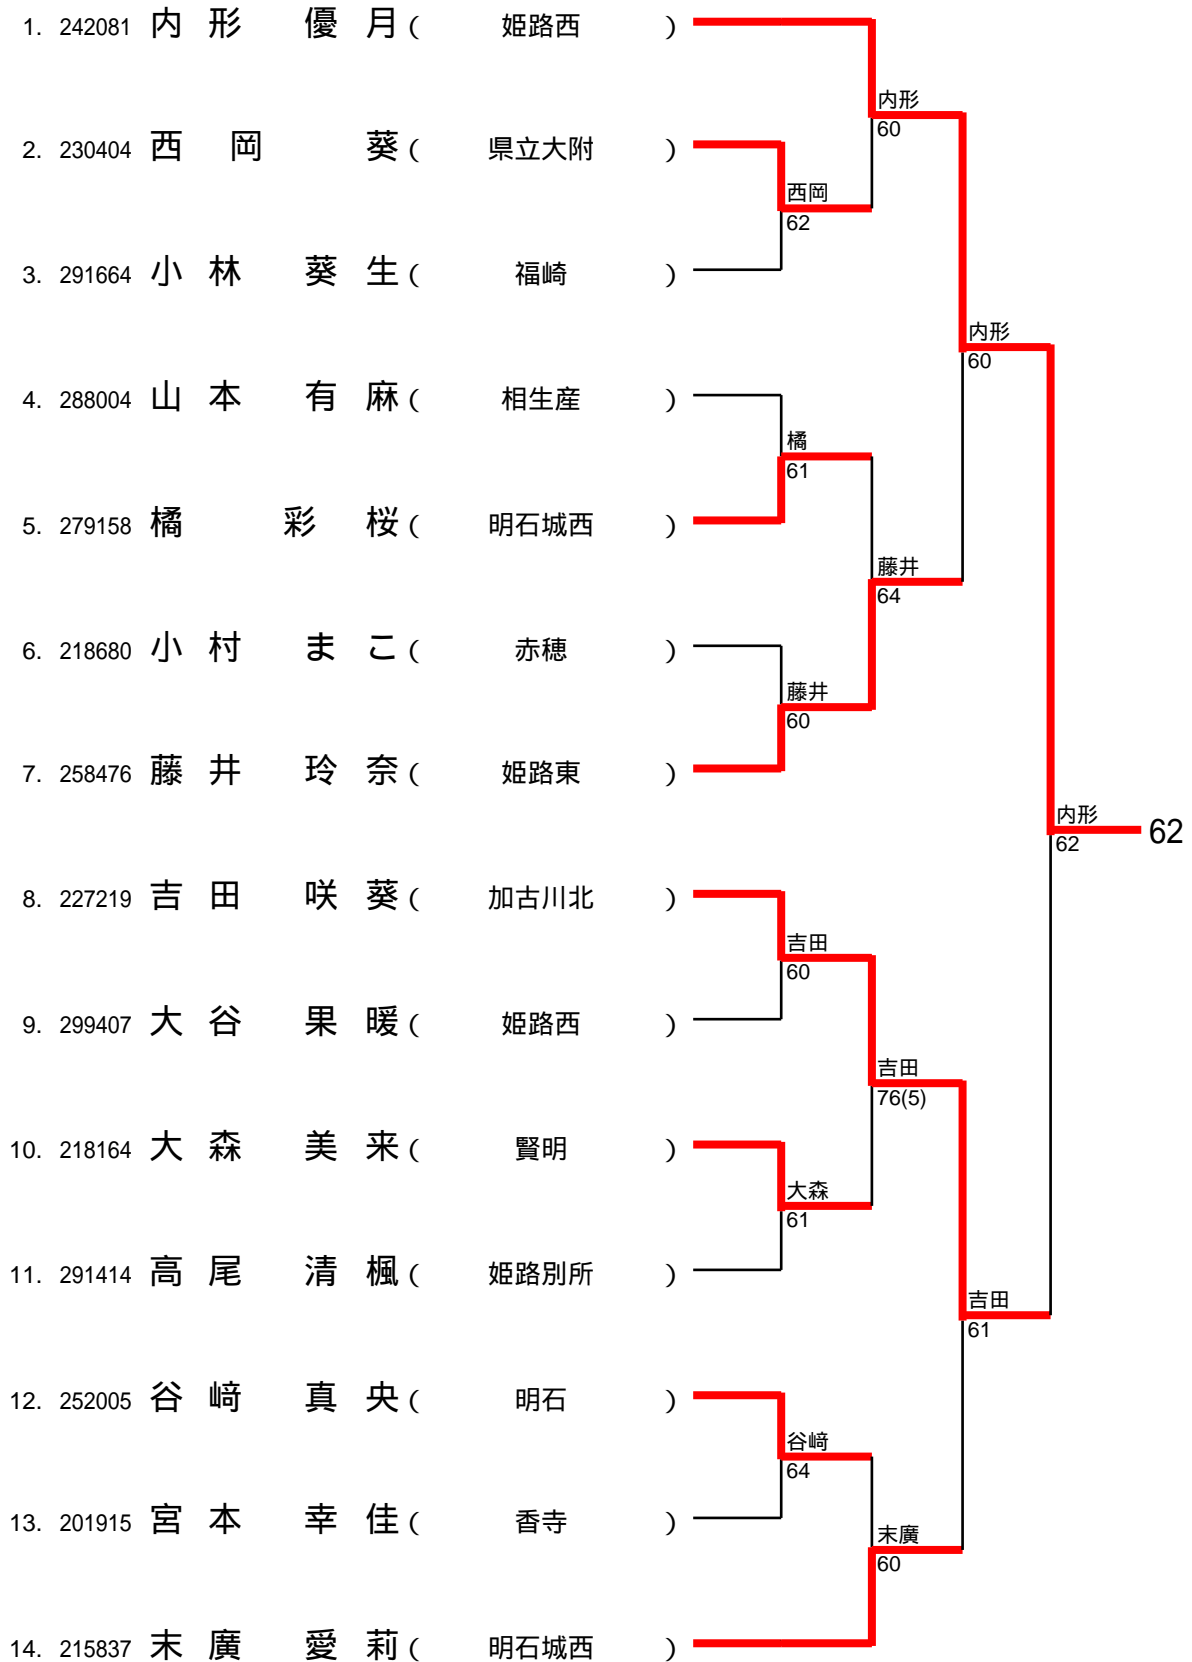 1. 242081 内形 優月 ( 姫路西 )
内形
60
2. 230404 西岡 葵 ( 県立大附 )
西岡
62
3. 291664 小林 葵生 ( 福崎 )
内形
60
4. 288004 山本 有麻 ( 相生産 )
橘
61
5. 279158 橘 彩桜 ( 明石城西 )
藤井
64
6. 218680 小村 まこ ( 赤穂 )
藤井
60
7. 258476 藤井 玲奈 ( 姫路東 )
内形
62
62
8. 227219 吉田 咲葵 ( 加古川北 )
吉田
60
9. 299407 大谷 果暖 ( 姫路西 )
吉田
76(5)
10. 218164 大森 美来 ( 賢明 )
大森
61
11. 291414 高尾 清楓 ( 姫路別所 )
吉田
61
12. 252005 谷﨑 真央 ( 明石 )
谷﨑
64
13. 201915 宮本 幸佳 ( 香寺 )
末廣
60
14. 215837 末廣 愛莉 ( 明石城西 )